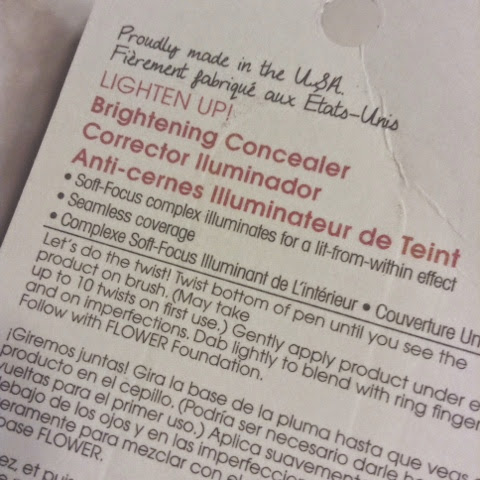 Proudly made in the U.S.A.
Fièrement fabriqué aux États-Unis
LIGHTEN UP!
Brightening Concealer
Corrector Iluminador
Anti-cernes Illuminateur de Teint
• Soft-Focus complex illuminates for a lit-from-within effect
• Seamless coverage
• Complexe Soft-Focus Illuminant de L'intérieur • Couverture Un
Let's do the twist! Twist bottom of pen until you see the
product on brush. (May take
up to 10 twists on first use.) Gently apply product under e
and on imperfections. Dab lightly to blend with ring finger
Follow with FLOWER Foundation.
¡Giremos juntas! Gira la base de la pluma hasta que veas
producto en el cepillo. (Podría ser necesario darle
vueltas para el primer uso.) Aplica suavement
debajo de los ojos y en las imperfeccio
eramente para mezclar con el
base FLOWER.
ez, et puis